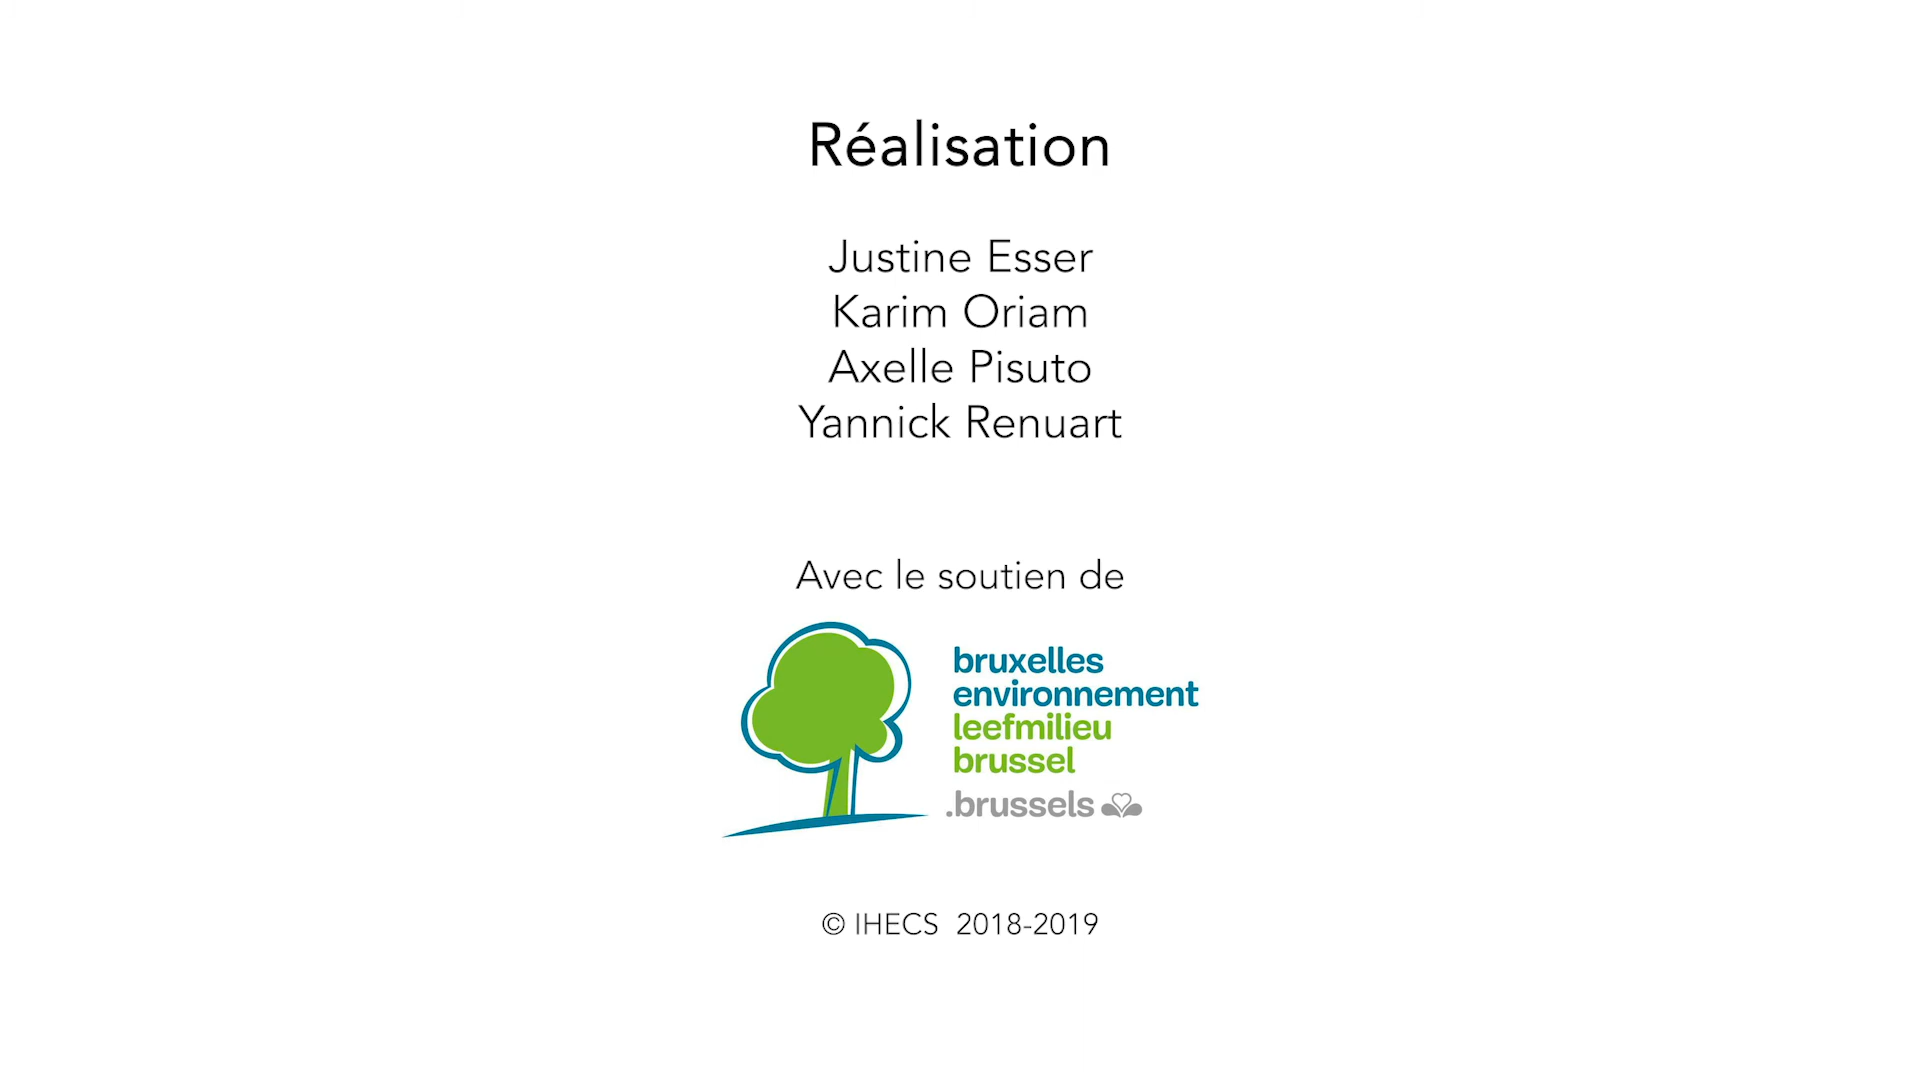 Réalisation
Justine Esser
Karim Oriam
Axelle Pisuto
Yannick Renuart
Avec le soutien de
bruxelles
environnement
leefmilieu
brussel
.brussels
© IHECS 2018-2019